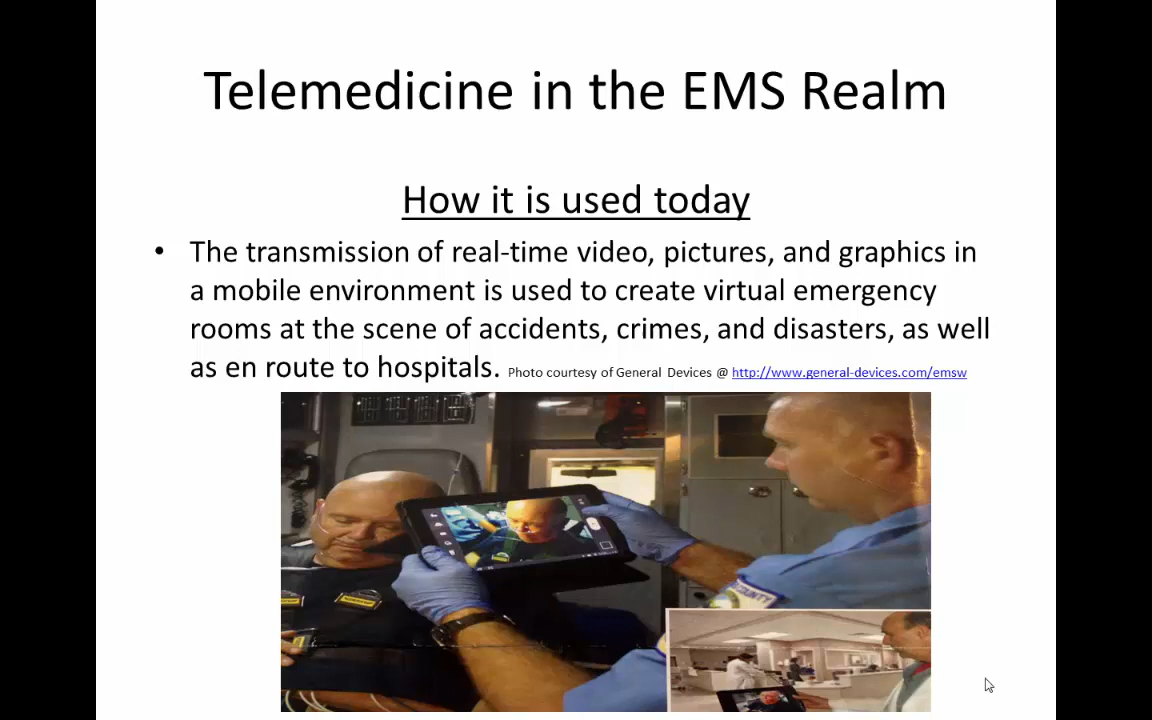 Telemedicine in the EMS Realm
How it is used today
• The transmission of real-time video, pictures, and graphics in
a mobile environment is used to create virtual emergency
rooms at the scene of accidents, crimes, and disasters, as well
as en route to hospitals. Photo courtesy of General Devices @ http://www.general-devices.com/emsw
COUNTY